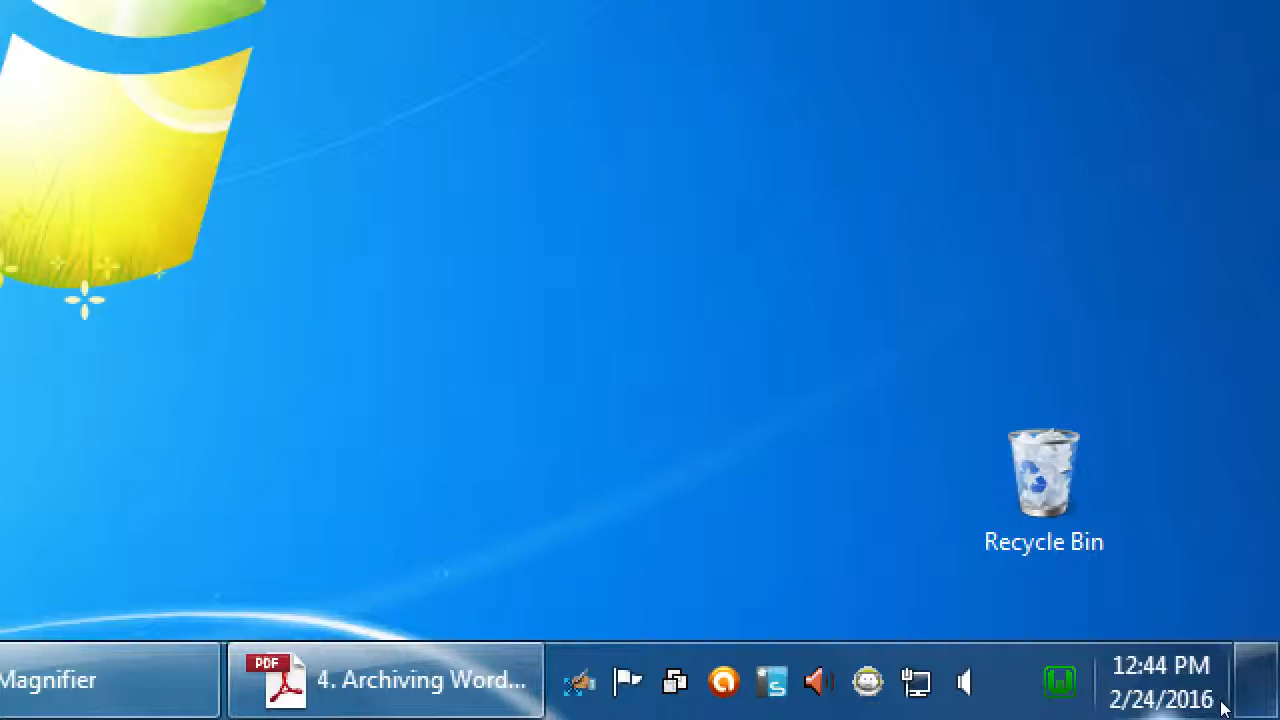 Recycle Bin
Magnifier
PDF
4. Archiving Word...
12:44 PM
2/24/2016